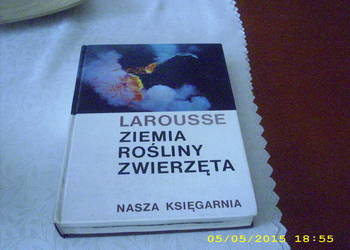 LAROUSSE
ZIEMIA
ROŚLINY
ZWIERZĘTA
NASZA KSIĘGARNIA
05/05/2015 18:55